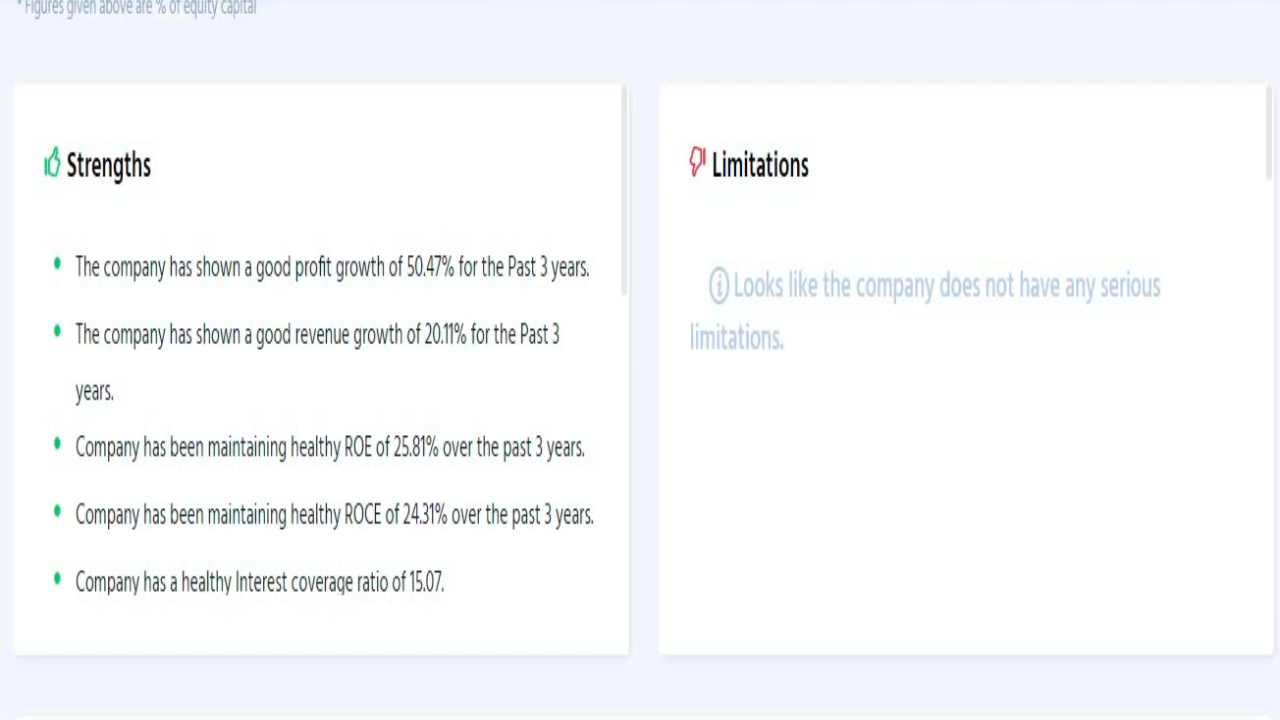 * Figures given above are % of equity capital
Strengths
The company has shown a good profit growth of 50.47% for the Past 3 years.
The company has shown a good revenue growth of 20.11% for the Past 3
years.
Company has been maintaining healthy ROE of 25.81% over the past 3 years.
Company has been maintaining healthy ROCE of 24.31% over the past 3 years.
Company has a healthy Interest coverage ratio of 15.07.
Limitations
Looks like the company does not have any serious
limitations.